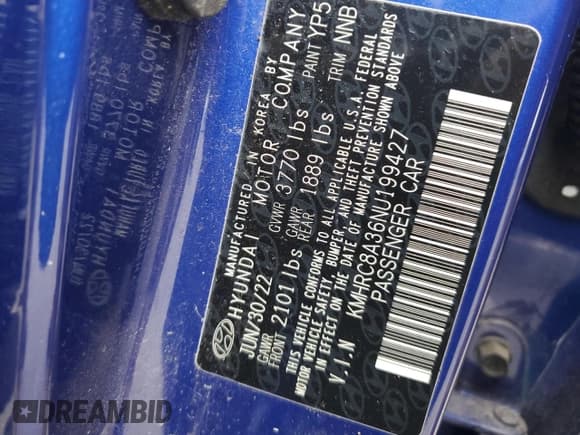 MANUFACTURED IN KOREA BY
HYUNDAI MOTOR COMPANY
JUN/30/22 GVWR 3770 lbs PAINT YP5
GAWR FRONT 2101lbs GAWR REAR 1889 lbs TRIM NNB
THIS VEHICLE CONFORMS TO ALL APPLICABLE U.S.A. FEDERAL
MOTOR VEHICLE SAFETY, BUMPER, AND THEFT PREVENTION STANDARDS
IN EFFECT ON THE DATE OF MANUFACTURE SHOWN ABOVE
V.I.N KMHRC8A36NU199427
PASSENGER CAR
DREAMBID